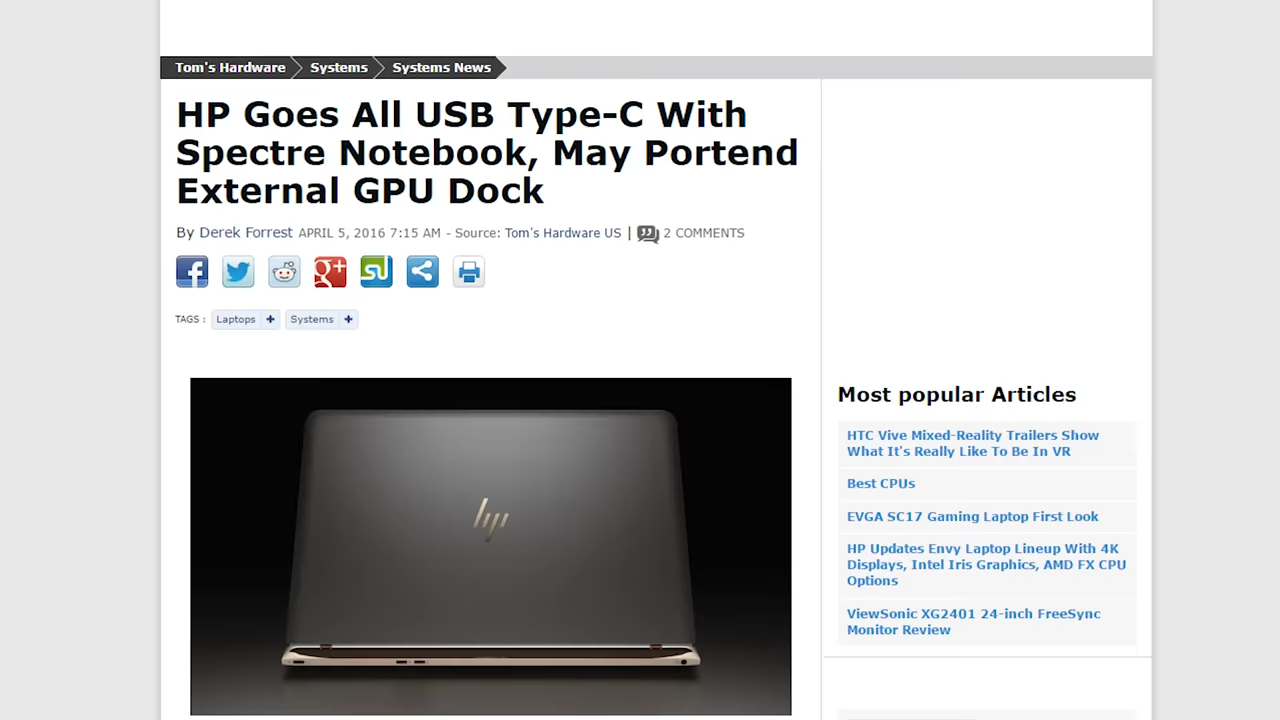 Tom's Hardware Systems Systems News
HP Goes All USB Type-C With
Spectre Notebook, May Portend
External GPU Dock
By Derek Forrest APRIL 5, 2016 7:15 AM - Source: Tom's Hardware US | 2 COMMENTS
TAGS : Laptops + Systems +
hp
Most popular Articles
HTC Vive Mixed-Reality Trailers Show
What It's Really Like To Be In VR
Best CPUs
EVGA SC17 Gaming Laptop First Look
HP Updates Envy Laptop Lineup With 4K
Displays, Intel Iris Graphics, AMD FX CPU
Options
ViewSonic XG2401 24-inch FreeSync
Monitor Review